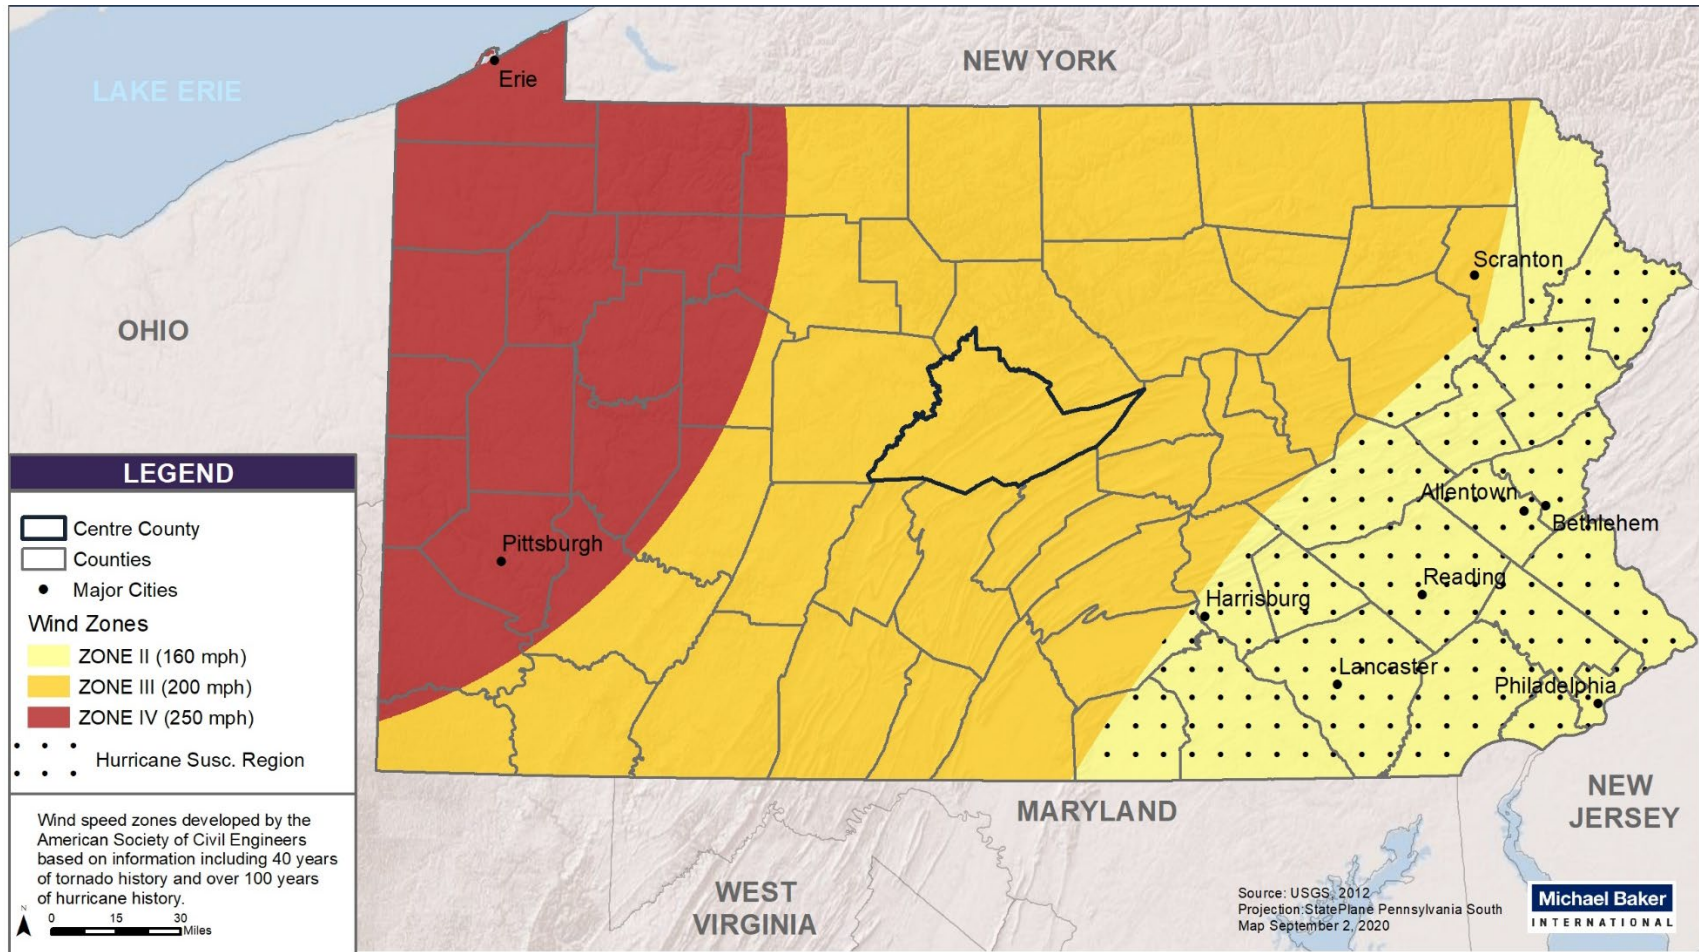 NEW YORK
LAKE ERIE
Erie
Scranton
OHIO
LEGEND
Centre County
Counties
Major Cities
Wind Zones
ZONE II (160 mph)
ZONE III (200 mph)
ZONE IV (250 mph)
Hurricane Susc. Region
Pittsburgh
Allentown
Bethlehem
Reading
Harrisburg
Lancaster
Philadelphia
NEW
JERSEY
MARYLAND
WEST
VIRGINIA
Wind speed zones developed by the
American Society of Civil Engineers
based on information including 40 years
of tornado history and over 100 years
of hurricane history.
N
0 15 30
Miles
Source: USGS, 2012
Projection:StatePlane Pennsylvania South
Map September 2, 2020
Michael Baker
INTERNATIONAL